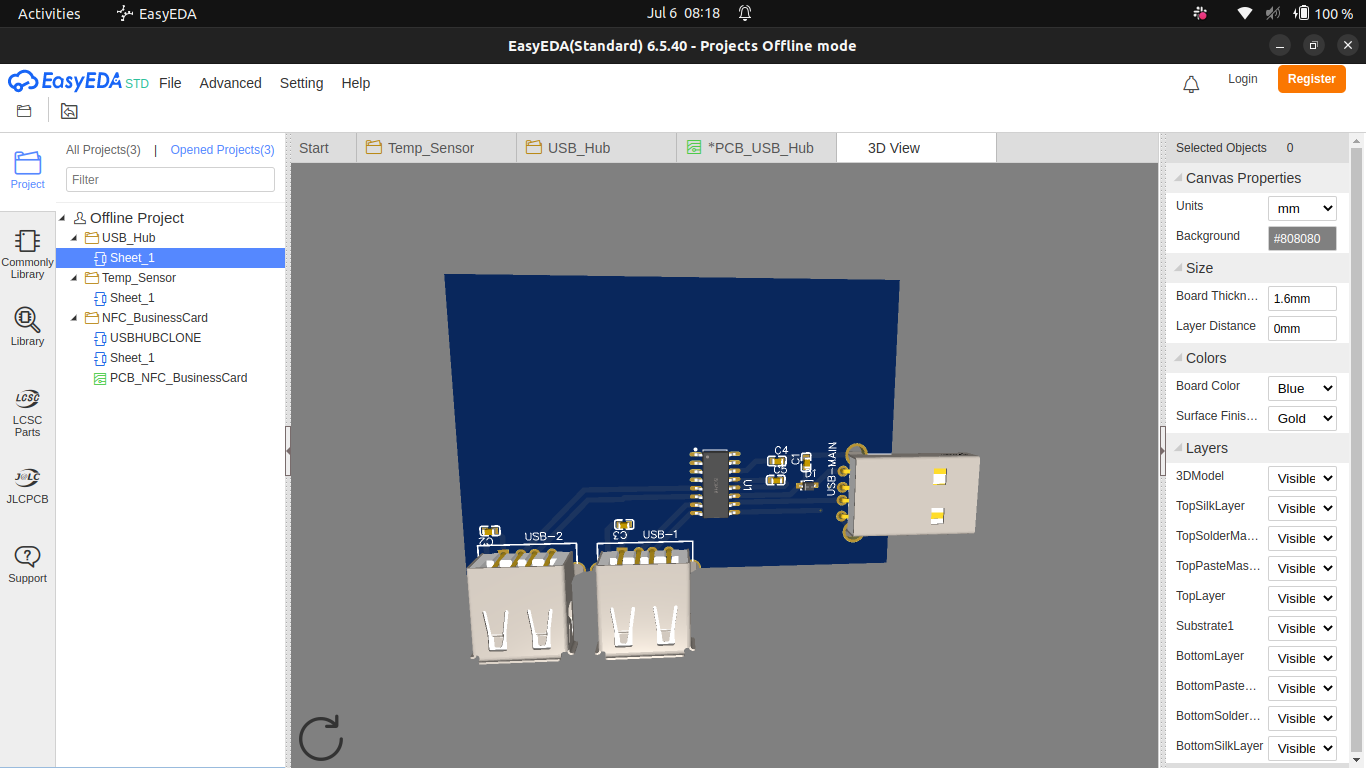 Activities EasyEDA Jul 6 08:18 100 %
EasyEDA(Standard) 6.5.40 - Projects Offline mode
EasyEDA STD File Advanced Setting Help Login Register
Project
Commonly Library
Library
LCSC
LCSC Parts
J@LC
JLCPCB
Support
All Projects(3) | Opened Projects(3)
Filter
Offline Project
USB_Hub
Sheet_1
Temp_Sensor
Sheet_1
NFC_BusinessCard
USBHUBCLONE
Sheet_1
PCB_NFC_BusinessCard
Start Temp_Sensor USB_Hub *PCB_USB_Hub 3D View
C4
C1
USB-MAIN
U1
C2
USB-2
C3
USB-1
Selected Objects 0
Canvas Properties
Units mm
Background #808080
Size
Board Thickn... 1.6mm
Layer Distance 0mm
Colors
Board Color Blue
Surface Finis... Gold
Layers
3DModel Visible
TopSilkLayer Visible
TopSolderMa... Visible
TopPasteMas... Visible
TopLayer Visible
Substrate1 Visible
BottomLayer Visible
BottomPaste... Visible
BottomSolder... Visible
BottomSilkLayer Visible